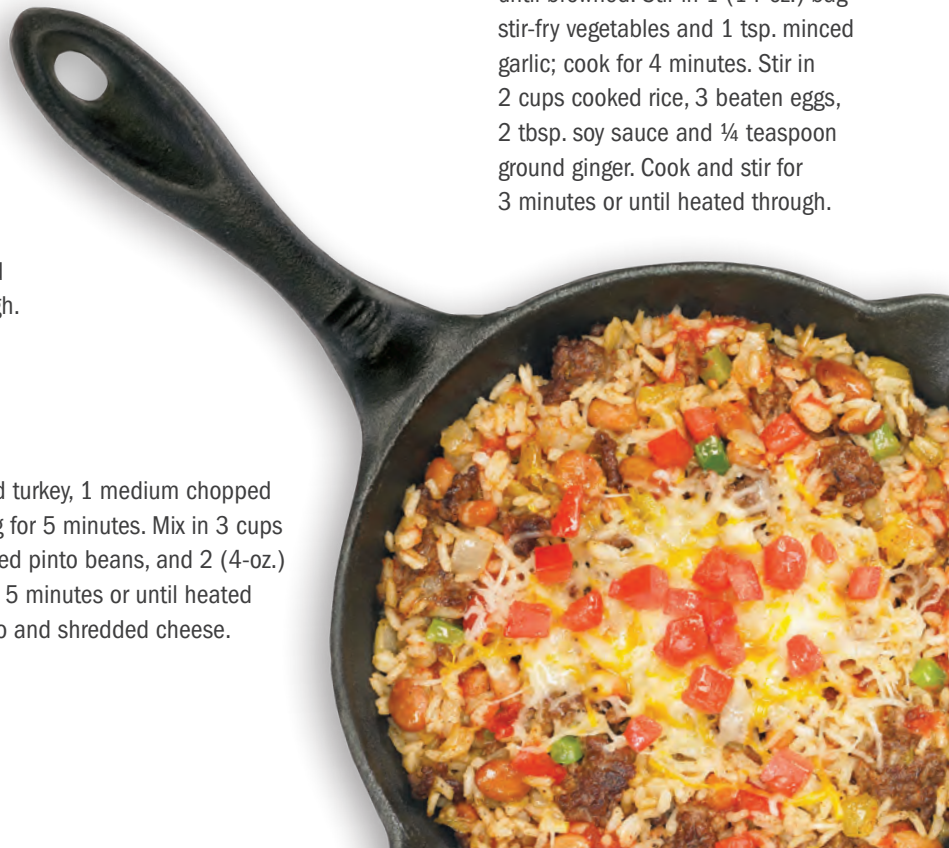 stir-fry vegetables and 1 tsp. minced
garlic; cook for 4 minutes. Stir in
2 cups cooked rice, 3 beaten eggs,
2 tbsp. soy sauce and ¼ teaspoon
ground ginger. Cook and stir for
3 minutes or until heated through.
gh.
d turkey, 1 medium chopped
g for 5 minutes. Mix in 3 cups
ed pinto beans, and 2 (4-oz.)
5 minutes or until heated
o and shredded cheese.